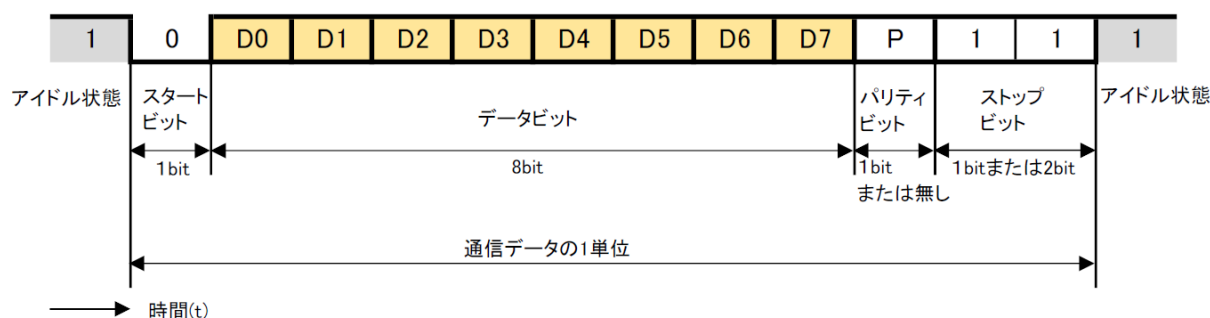 1 0 D0 D1 D2 D3 D4 D5 D6 D7 P 1 1 1
アイドル状態
スタート
ビット
データビット
パリティ
ビット
ストップ
ビット
アイドル状態
1bit
8bit
1bit
または無し
1bitまたは2bit
通信データの1単位
時間(t)